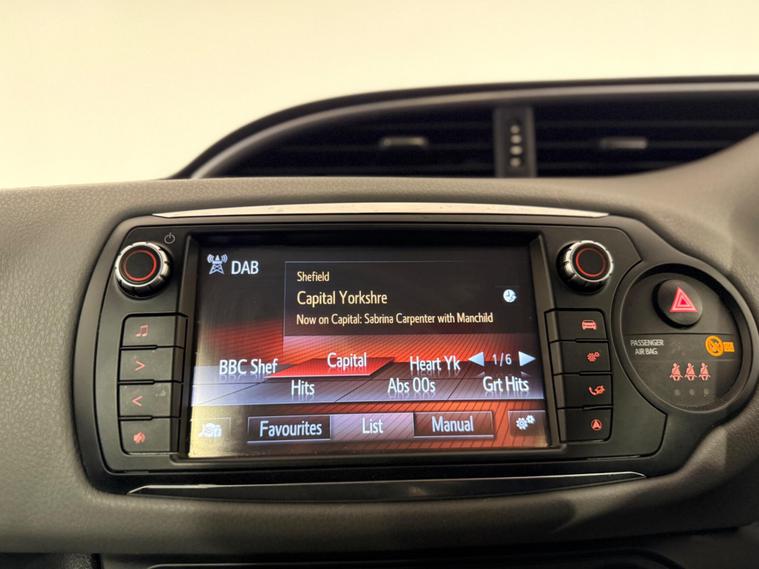 DAB
Shefield
Capital Yorkshre
Now on Capital: Sabrina Carpenter with Manchild
BBC Shef
Capital
Heart Yk
1/6
Hits
Abs 00s
Grt Hits
Favourites
List
Manual
PASSENGER
AIR BAG